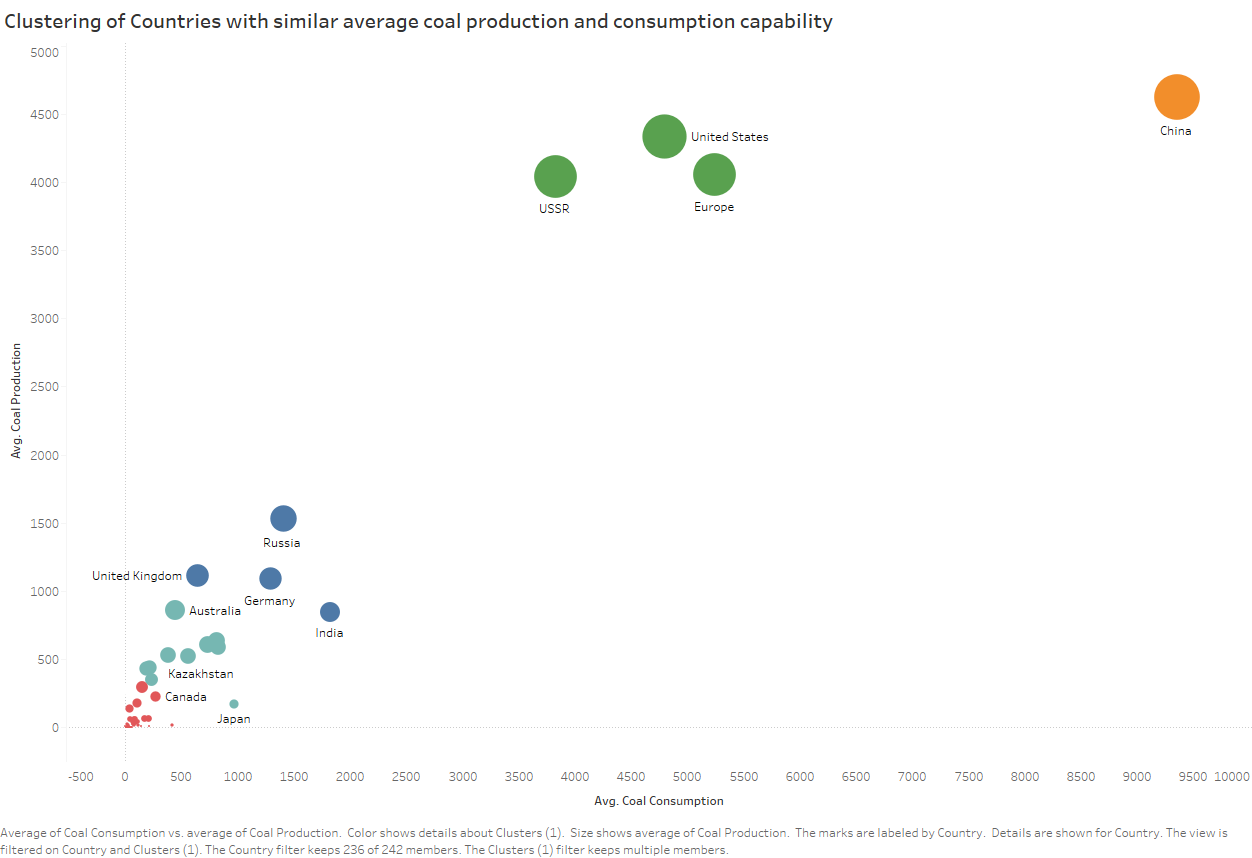 Clustering of Countries with similar average coal production and consumption capability
5000
4500
4000
3500
3000
2500
2000
1500
1000
500
0
Avg. Coal Production
China
United States
USSR
Europe
Russia
United Kingdom
Germany
Australia
India
Kazakhstan
Canada
Japan
-500 0 500 1000 1500 2000 2500 3000 3500 4000 4500 5000 5500 6000 6500 7000 7500 8000 8500 9000 9500 10000
Avg. Coal Consumption
Average of Coal Consumption vs. average of Coal Production. Color shows details about Clusters (1). Size shows average of Coal Production. The marks are labeled by Country. Details are shown for Country. The view is
filtered on Country and Clusters (1). The Country filter keeps 236 of 242 members. The Clusters (1) filter keeps multiple members.